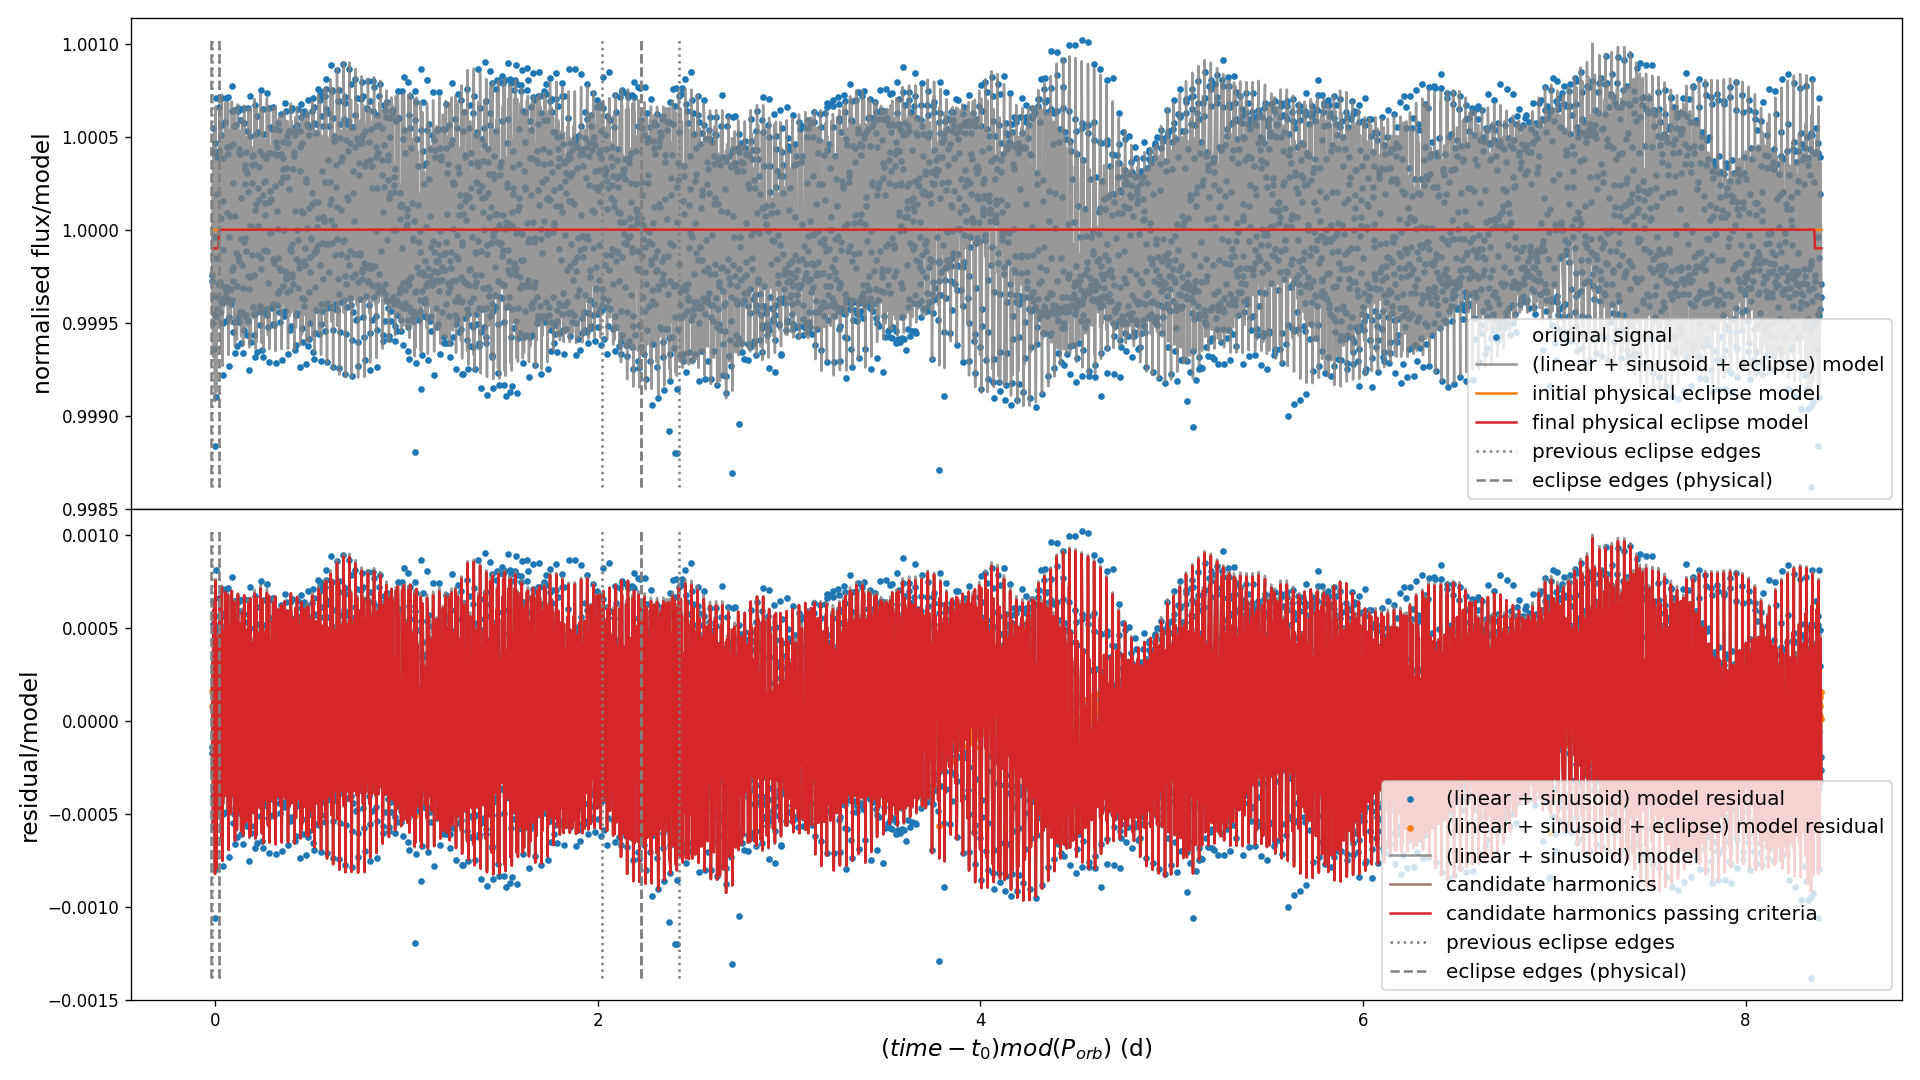 normalised flux/model
1.0010
1.0005
1.0000
0.9995
0.9990
0.9985
original signal
(linear + sinusoid + eclipse) model
initial physical eclipse model
final physical eclipse model
previous eclipse edges
eclipse edges (physical)
residual/model
0.0010
0.0005
0.0000
−0.0005
−0.0010
−0.0015
(linear + sinusoid) model residual
(linear + sinusoid + eclipse) model residual
(linear + sinusoid) model
candidate harmonics
candidate harmonics passing criteria
previous eclipse edges
eclipse edges (physical)
0 2 4 6 8
(time − t₀)mod(P_orb) (d)